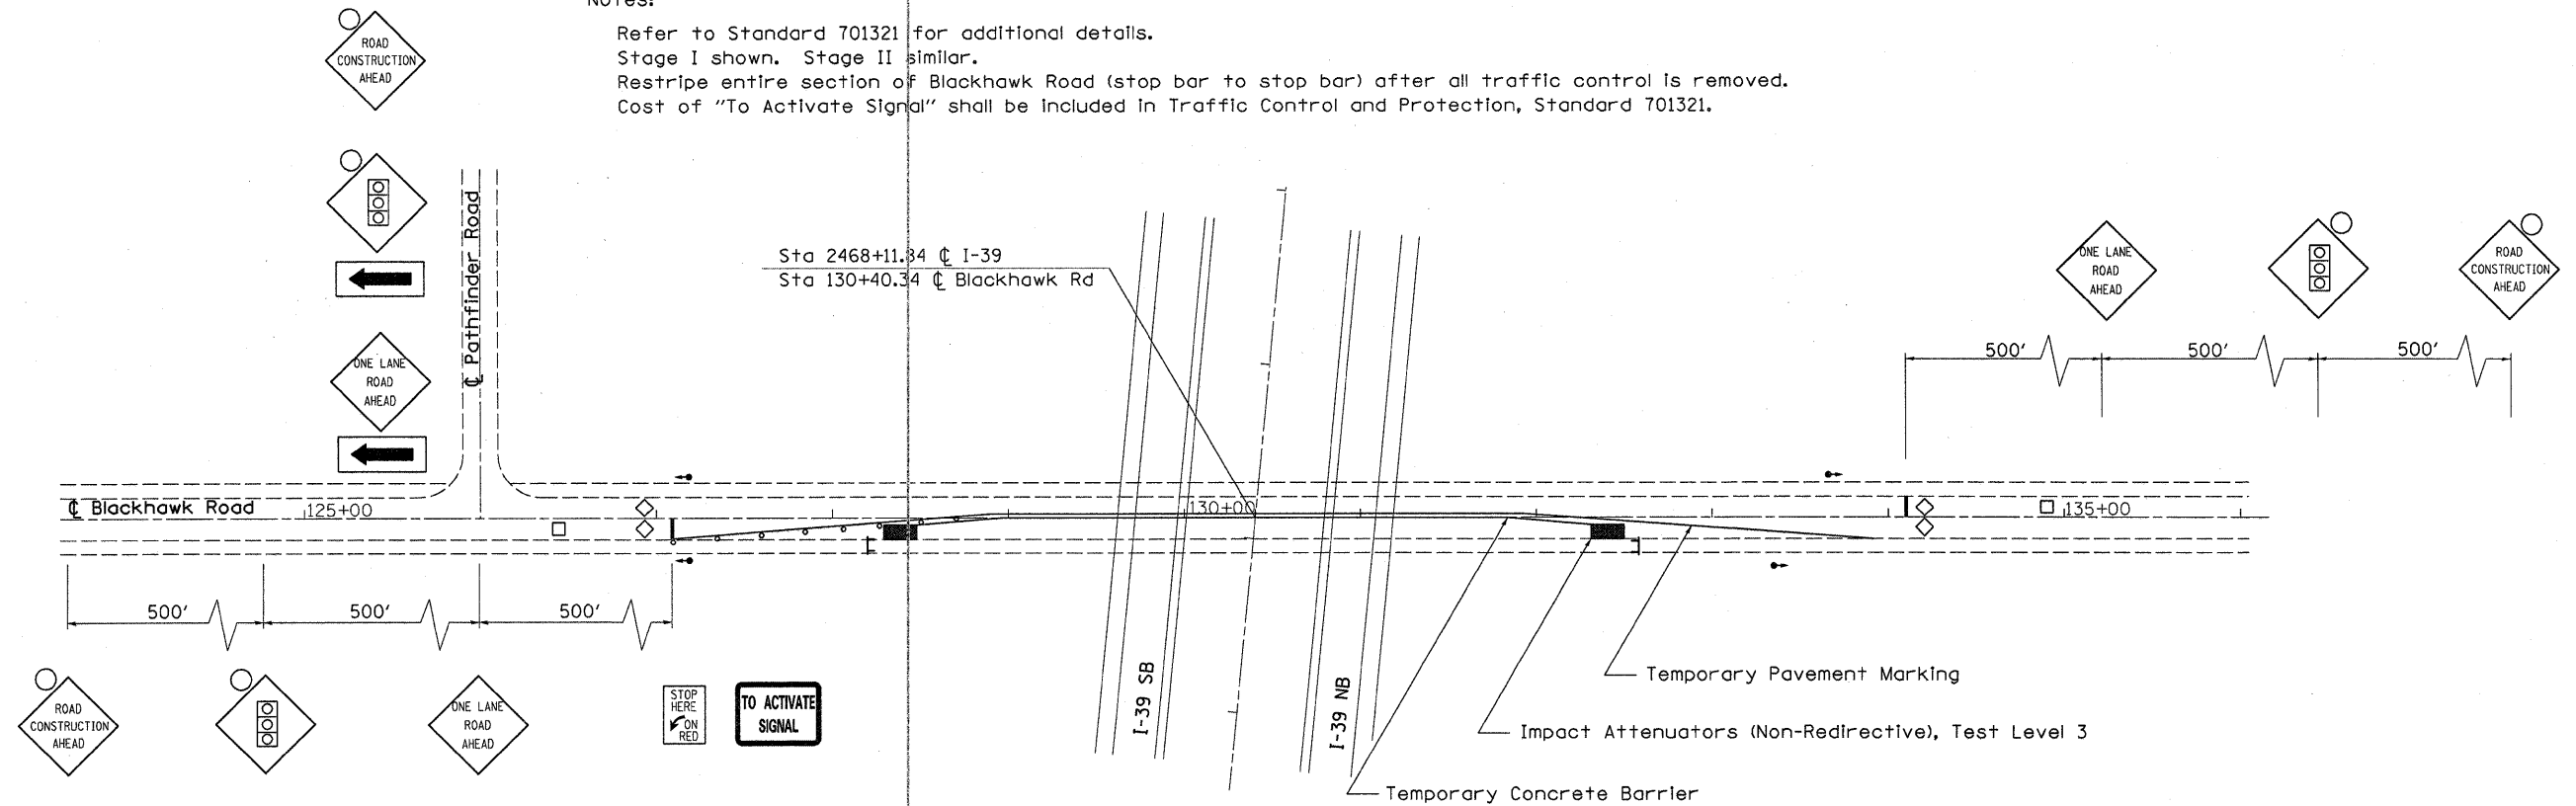 Notes:
Refer to Standard 701321 for additional details.
Stage I shown. Stage II similar.
Restripe entire section of Blackhawk Road (stop bar to stop bar) after all traffic control is removed.
Cost of "To Activate Signal" shall be included in Traffic Control and Protection, Standard 701321.
ROAD
CONSTRUCTION
AHEAD
℄ Pathfinder Road
ONE LANE
ROAD
AHEAD
Sta 2468+11.34 ℄ I-39
Sta 130+40.34 ℄ Blackhawk Rd
ONE LANE
ROAD
AHEAD
ROAD
CONSTRUCTION
AHEAD
500' 500' 500'
℄ Blackhawk Road 125+00 130+00 135+00
500' 500' 500'
ROAD
CONSTRUCTION
AHEAD
ONE LANE
ROAD
AHEAD
STOP
HERE
ON
RED
TO ACTIVATE
SIGNAL
I-39 SB
I-39 NB
Temporary Pavement Marking
Impact Attenuators (Non-Redirective), Test Level 3
Temporary Concrete Barrier